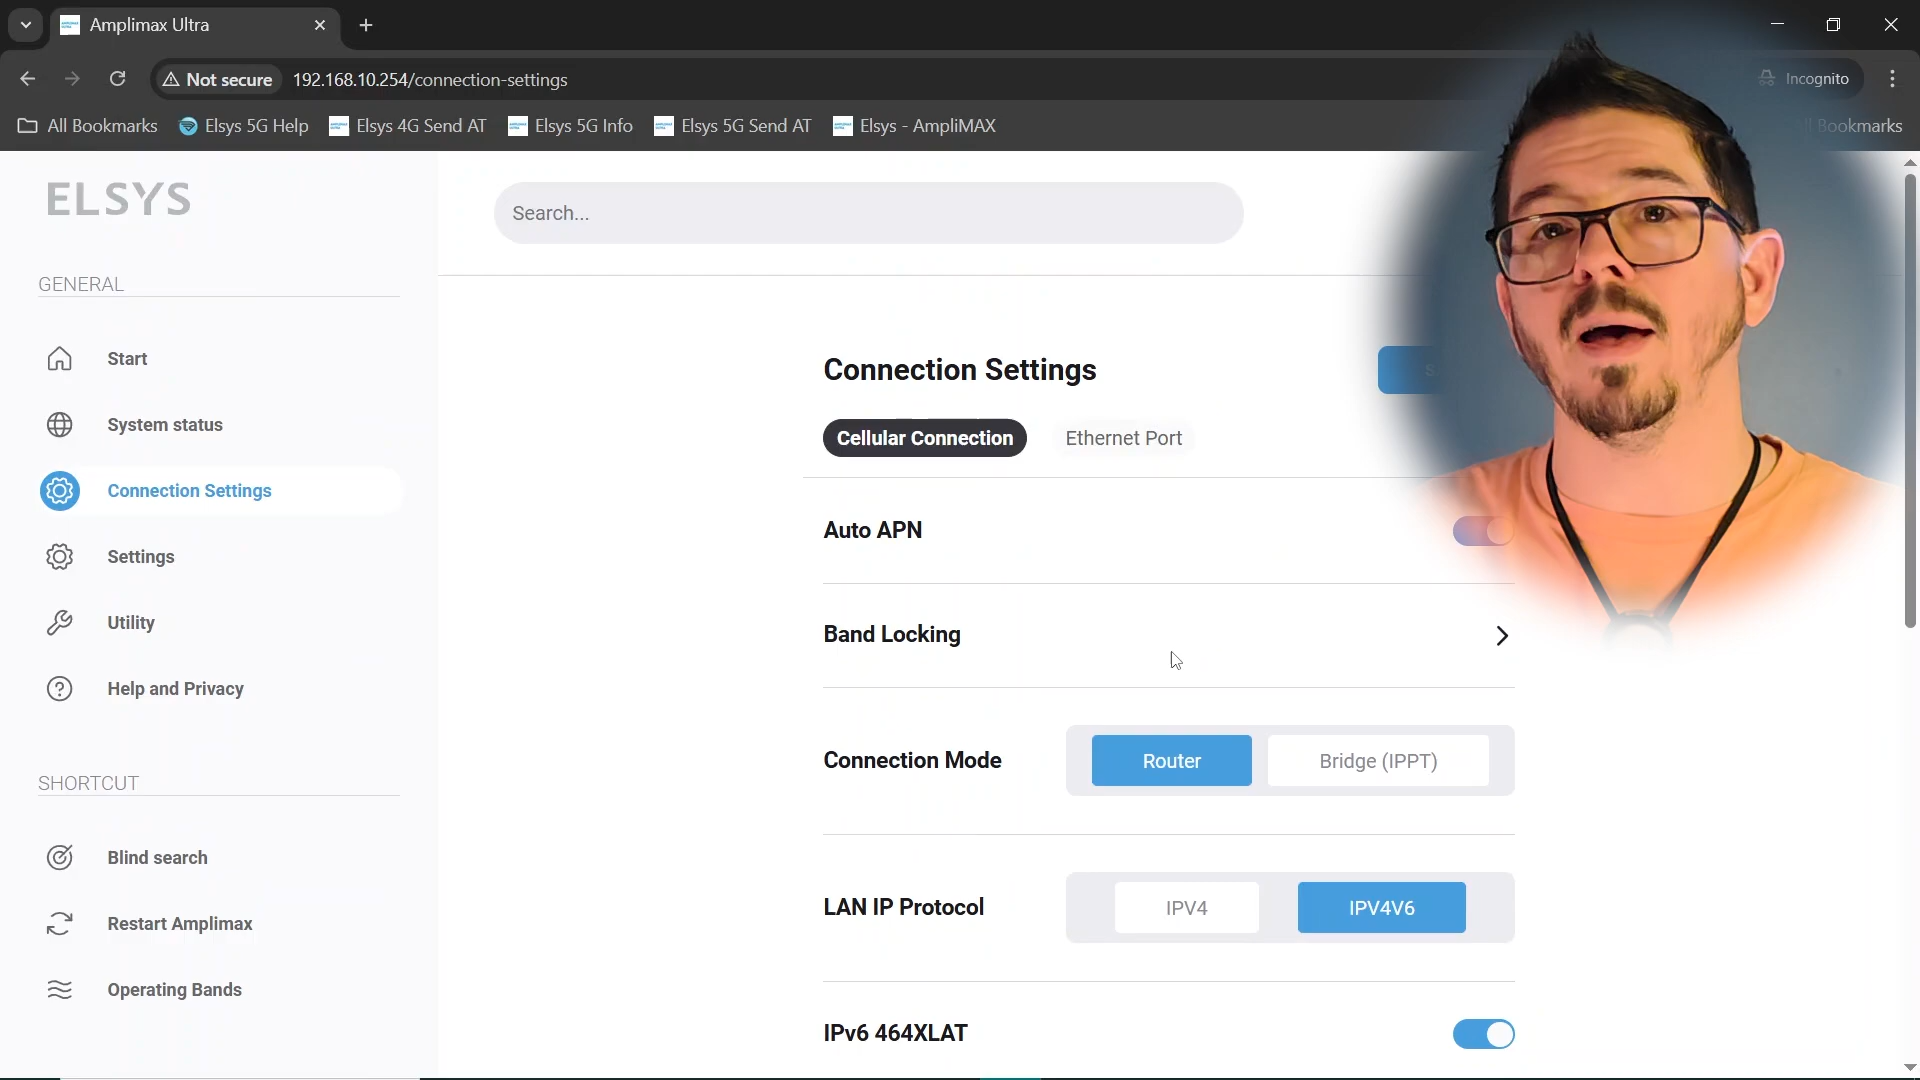 Amplimax Ultra
Not secure 192.168.10.254/connection-settings
Incognito
All Bookmarks Elsys 5G Help Elsys 4G Send AT Elsys 5G Info Elsys 5G Send AT Elsys - AmpliMAX
Bookmarks
ELSYS
Search...
GENERAL
Start
System status
Connection Settings
Settings
Utility
Help and Privacy
SHORTCUT
Blind search
Restart Amplimax
Operating Bands
Connection Settings
Cellular Connection Ethernet Port
Auto APN
Band Locking
Connection Mode Router Bridge (IPPT)
LAN IP Protocol IPV4 IPV4V6
IPv6 464XLAT